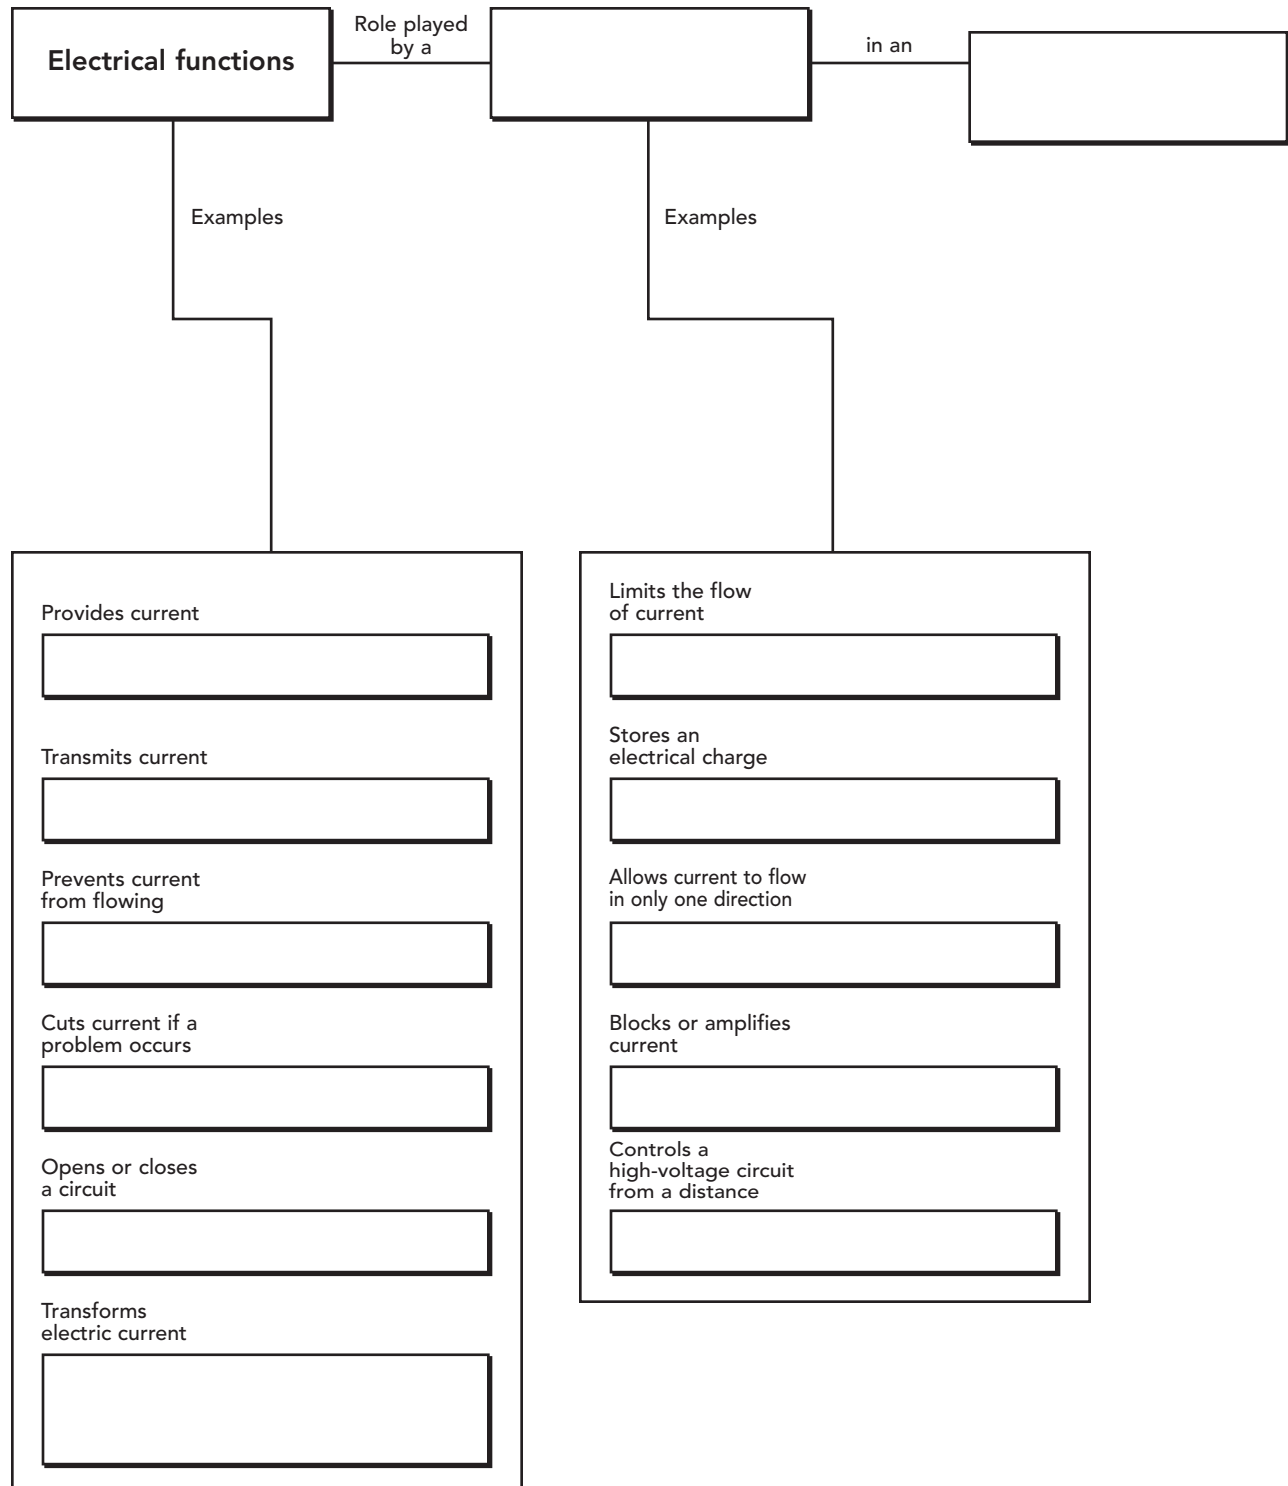 Electrical functions
Role played
by a
in an
Examples
Examples
Provides current
Transmits current
Prevents current
from flowing
Cuts current if a
problem occurs
Opens or closes
a circuit
Transforms
electric current
Limits the flow
of current
Stores an
electrical charge
Allows current to flow
in only one direction
Blocks or amplifies
current
Controls a
high-voltage circuit
from a distance